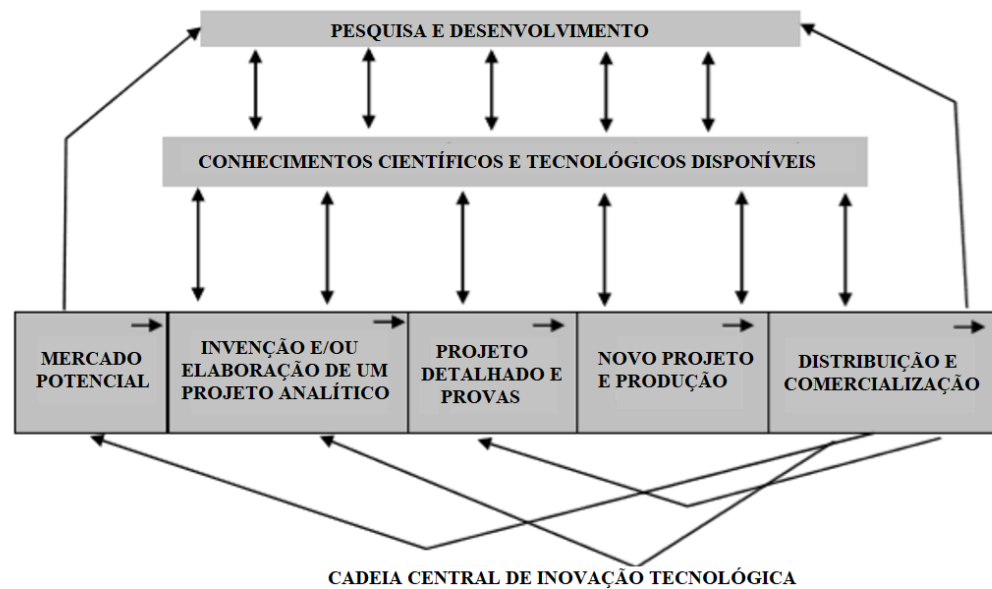 PESQUISA E DESENVOLVIMENTO
CONHECIMENTOS CIENTÍFICOS E TECNOLÓGICOS DISPONÍVEIS
MERCADO
POTENCIAL
INVENÇÃO E/OU
ELABORAÇÃO DE UM
PROJETO ANALÍTICO
PROJETO
DETALHADO E
PROVAS
NOVO PROJETO
E PRODUÇÃO
DISTRIBUIÇÃO E
COMERCIALIZAÇÃO
CADEIA CENTRAL DE INOVAÇÃO TECNOLÓGICA